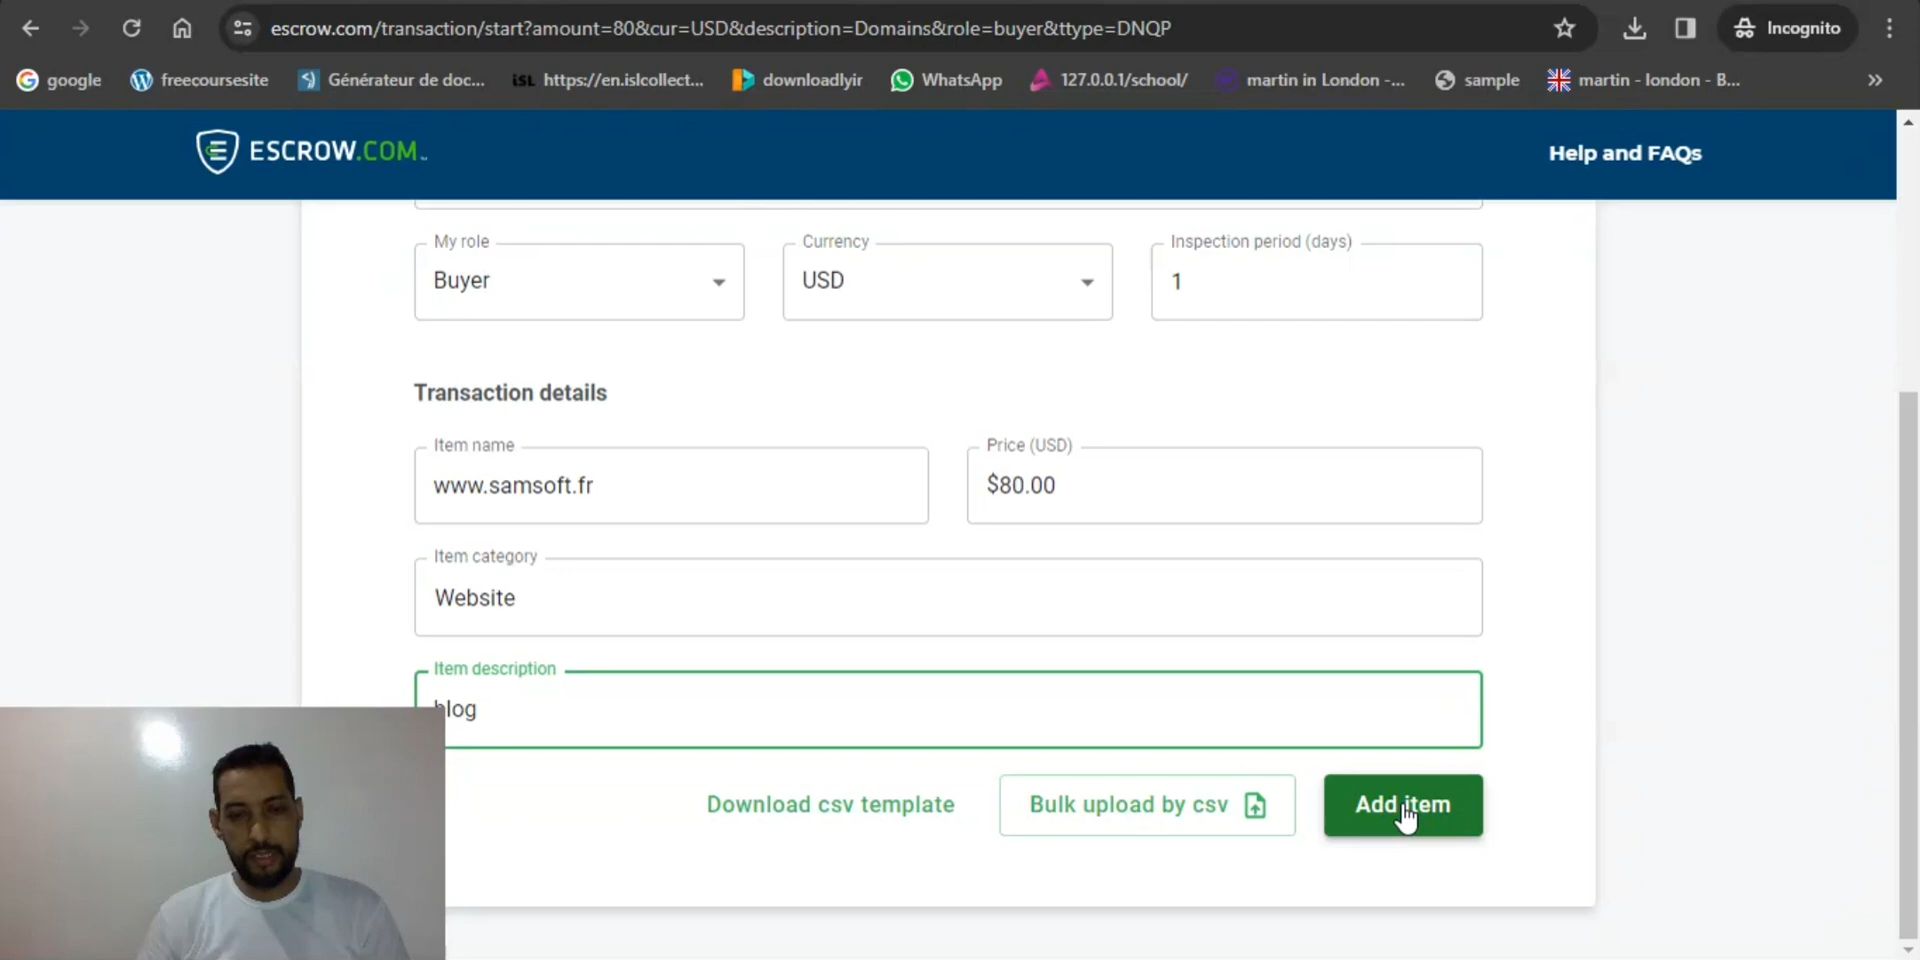 escrow.com/transaction/start?amount=80&cur=USD&description=Domains&role=buyer&ttype=DNQP
Incognito
google
freecoursesite
Générateur de doc...
iSL https://en.islcollect...
downloadlyir
WhatsApp
127.0.0.1/school/
martin in London -...
sample
martin - london - B...
»
ESCROW.COM
Help and FAQs
My role
Currency
Inspection period (days)
Buyer
USD
1
Transaction details
Item name
Price (USD)
www.samsoft.fr
$80.00
Item category
Website
Item description
blog
Download csv template
Bulk upload by csv
Add item